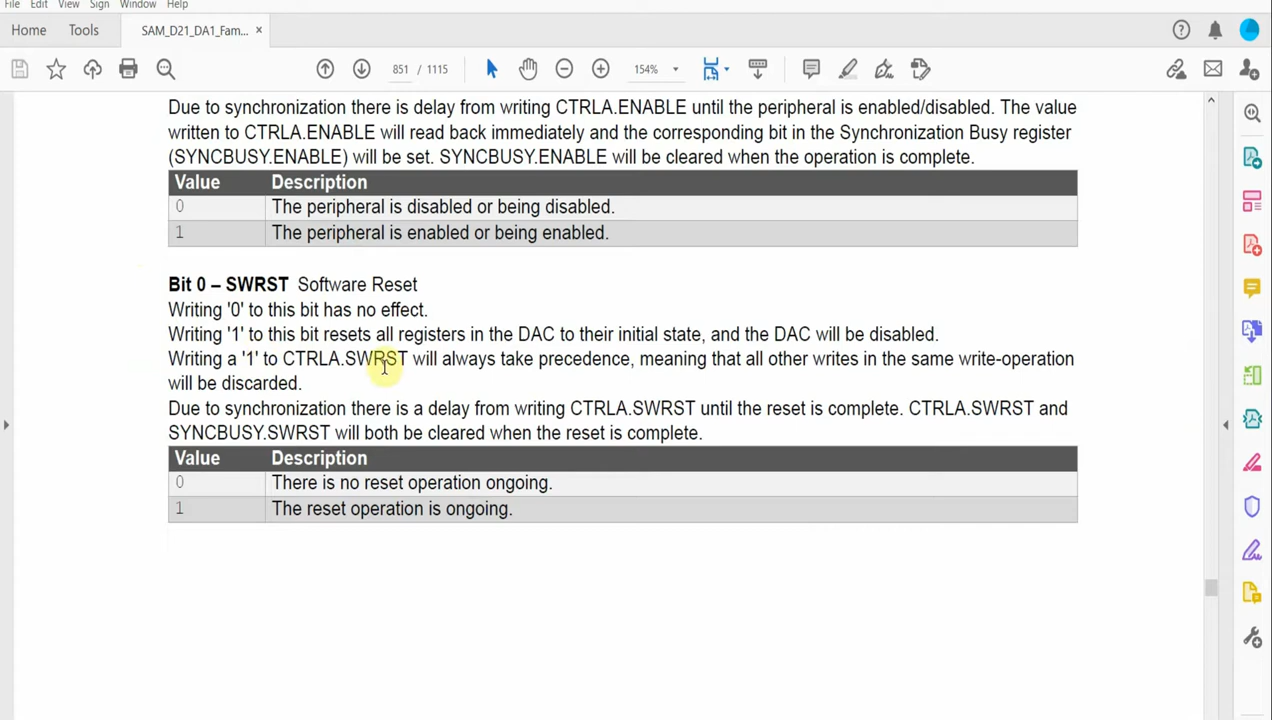 File Edit View Sign Window Help
Home Tools SAM_D21_DA1_Fam... ×
851 / 1115 154%
Due to synchronization there is delay from writing CTRLA.ENABLE until the peripheral is enabled/disabled. The value
written to CTRLA.ENABLE will read back immediately and the corresponding bit in the Synchronization Busy register
(SYNCBUSY.ENABLE) will be set. SYNCBUSY.ENABLE will be cleared when the operation is complete.
Value Description
0 The peripheral is disabled or being disabled.
1 The peripheral is enabled or being enabled.
Bit 0 – SWRST Software Reset
Writing '0' to this bit has no effect.
Writing '1' to this bit resets all registers in the DAC to their initial state, and the DAC will be disabled.
Writing a '1' to CTRLA.SWRST will always take precedence, meaning that all other writes in the same write-operation
will be discarded.
Due to synchronization there is a delay from writing CTRLA.SWRST until the reset is complete. CTRLA.SWRST and
SYNCBUSY.SWRST will both be cleared when the reset is complete.
Value Description
0 There is no reset operation ongoing.
1 The reset operation is ongoing.